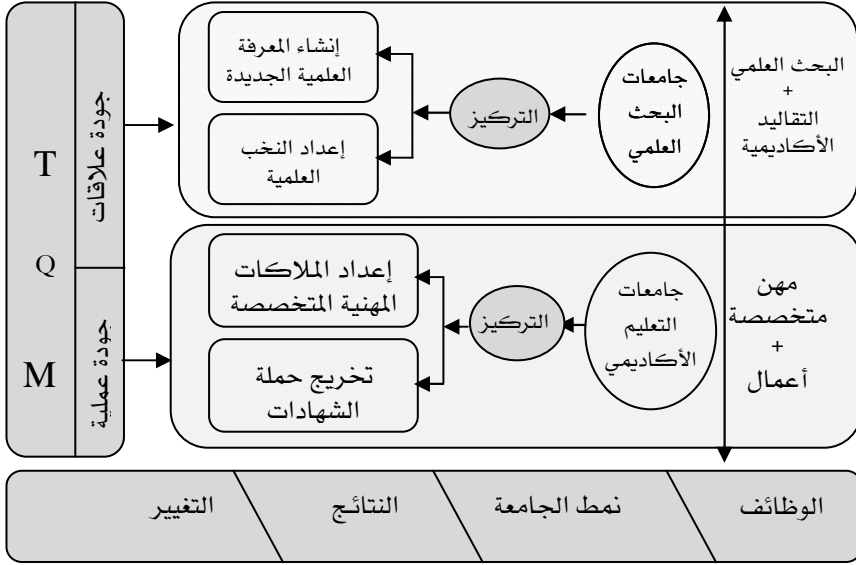 البحث العلمي
+
التقاليد
الأكاديمية
جامعات
البحث
العلمي
التركيز
إنشاء المعرفة
العلمية الجديدة
إعداد النخب
العلمية
جودة علاقات
T
Q
M
مهن
متخصصة
+
أعمال
جامعات
التعليم
الأكاديمي
التركيز
إعداد الملاكات
المهنية المتخصصة
تخريج حملة
الشهادات
جودة عملية
الوظائف
نمط الجامعة
النتائج
التغيير